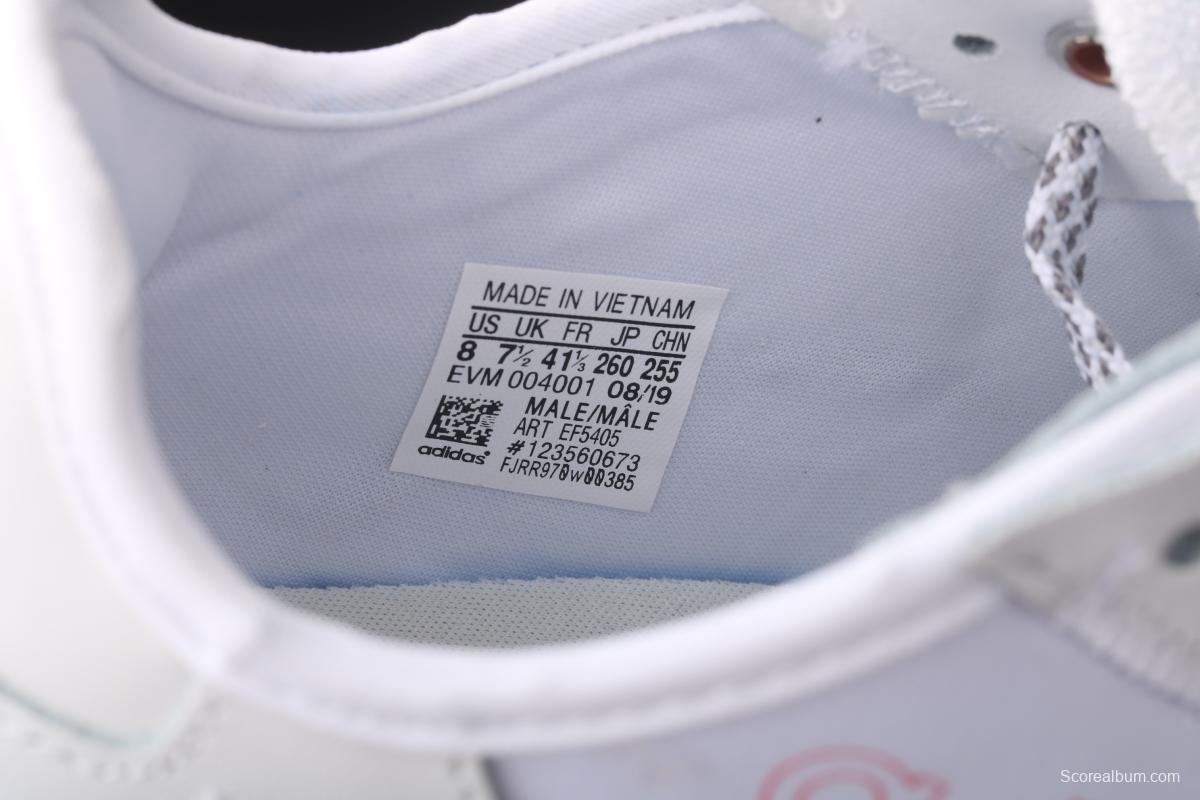 MADE IN VIETNAM
US UK FR JP CHN
8 7½ 41⅓ 260 255
EVM 004001 08/19
MALE/MÂLE
ART EF5405
#123560673
FJRR970w00385
adidas
Scorealbum.com